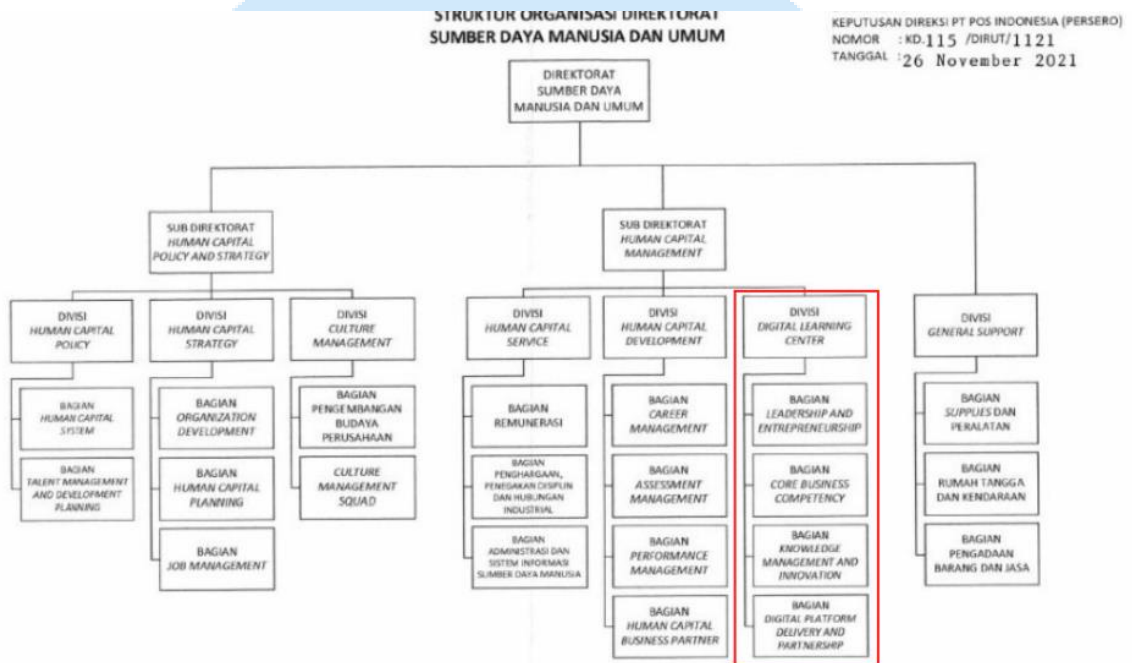 STRUKTUR ORGANISASI DIREKTORAT
SUMBER DAYA MANUSIA DAN UMUM
KEPUTUSAN DIREKSI PT POS INDONESIA (PERSERO)
NOMOR : KD.115 /DIRUT/1121
TANGGAL : 26 November 2021
DIREKTORAT
SUMBER DAYA
MANUSIA DAN UMUM
SUB DIREKTORAT
HUMAN CAPITAL
POLICY AND STRATEGY
SUB DIREKTORAT
HUMAN CAPITAL
MANAGEMENT
DIVISI
HUMAN CAPITAL
POLICY
DIVISI
HUMAN CAPITAL
STRATEGY
DIVISI
CULTURE
MANAGEMENT
DIVISI
HUMAN CAPITAL
SERVICE
DIVISI
HUMAN CAPITAL
DEVELOPMENT
DIVISI
DIGITAL LEARNING
CENTER
DIVISI
GENERAL SUPPORT
BAGIAN
HUMAN CAPITAL
SYSTEM
BAGIAN
TALENT MANAGEMENT
AND DEVELOPMENT
PLANNING
BAGIAN
ORGANIZATION
DEVELOPMENT
BAGIAN
HUMAN CAPITAL
PLANNING
BAGIAN
JOB MANAGEMENT
BAGIAN
PENGEMBANGAN
BUDAYA
PERUSAHAAN
CULTURE
MANAGEMENT
SQUAD
BAGIAN
REMUNERASI
BAGIAN
PENGHARGAAN,
PENEGAKAN DISIPLIN
DAN HUBUNGAN
INDUSTRIAL
BAGIAN
ADMINISTRASI DAN
SISTEM INFORMASI
SUMBER DAYA MANUSIA
BAGIAN
CAREER
MANAGEMENT
BAGIAN
ASSESSMENT
MANAGEMENT
BAGIAN
PERFORMANCE
MANAGEMENT
BAGIAN
HUMAN CAPITAL
BUSINESS PARTNER
BAGIAN
LEADERSHIP AND
ENTREPRENEURSHIP
BAGIAN
CORE BUSINESS
COMPETENCY
BAGIAN
KNOWLEDGE
MANAGEMENT AND
INNOVATION
BAGIAN
DIGITAL PLATFORM
DELIVERY AND
PARTNERSHIP
BAGIAN
SUPPLIES DAN
PERALATAN
BAGIAN
RUMAH TANGGA
DAN KENDARAAN
BAGIAN
PENGADAAN
BARANG DAN JASA